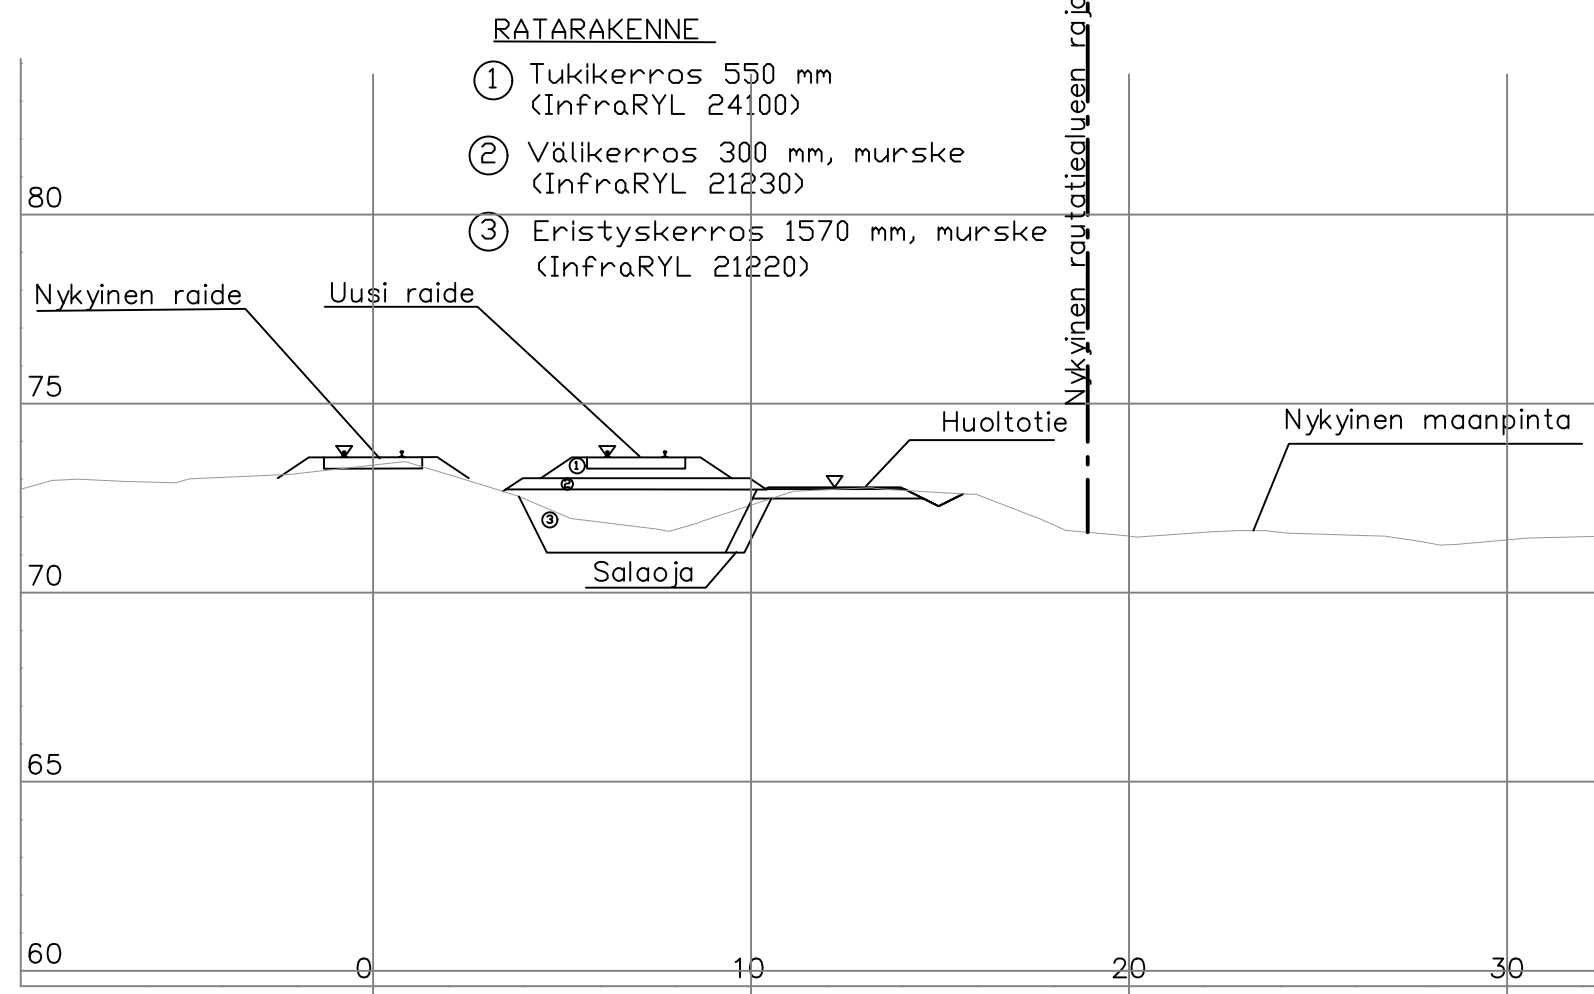 RATARAKENNE
1 Tukikerros 550 mm
(InfraRYL 24100)
2 Välikerros 300 mm, murske
(InfraRYL 21230)
3 Eristyskerros 1570 mm, murske
(InfraRYL 21220)
Nykyinen rautatiealueen raja
80
Nykyinen raide
Uusi raide
75
Huoltotie
Nykyinen maanpinta
1
2
3
Salaoja
70
65
60
0
10
20
30